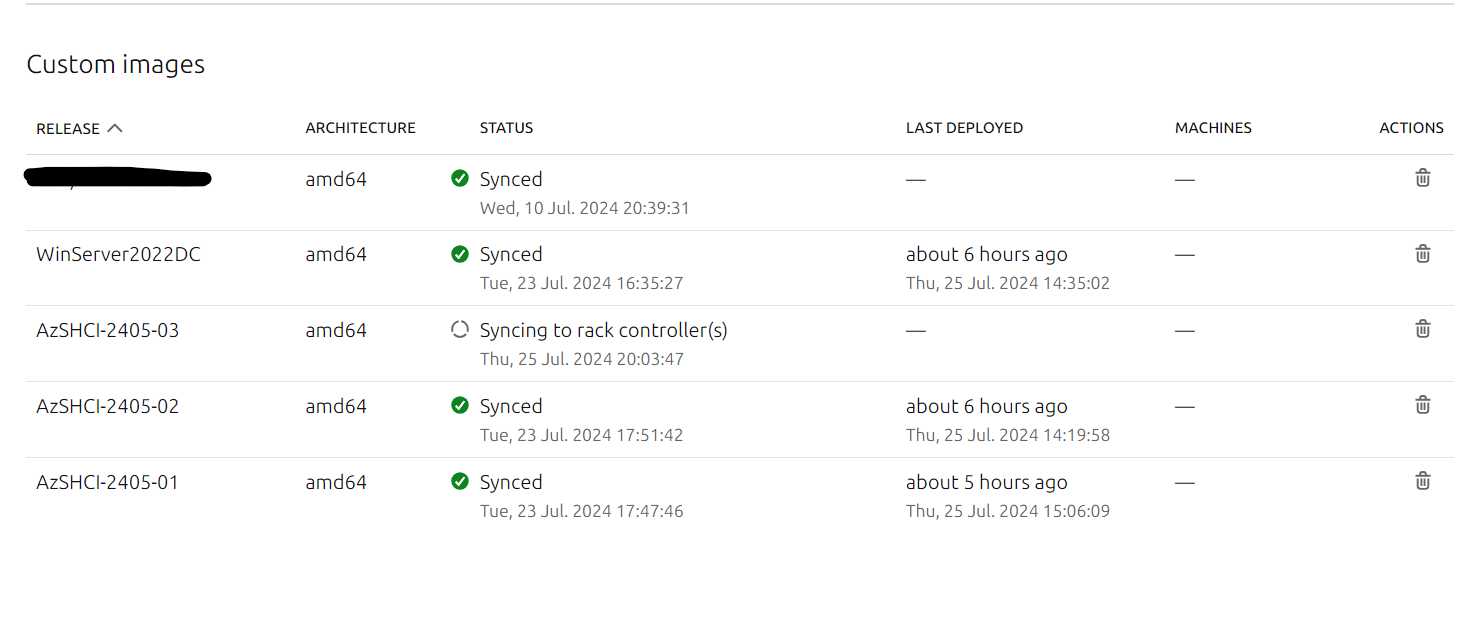 Custom images
RELEASE ARCHITECTURE STATUS LAST DEPLOYED MACHINES ACTIONS
amd64 Synced — —
Wed, 10 Jul. 2024 20:39:31
WinServer2022DC amd64 Synced about 6 hours ago —
Tue, 23 Jul. 2024 16:35:27 Thu, 25 Jul. 2024 14:35:02
AzSHCI-2405-03 amd64 Syncing to rack controller(s) — —
Thu, 25 Jul. 2024 20:03:47
AzSHCI-2405-02 amd64 Synced about 6 hours ago —
Tue, 23 Jul. 2024 17:51:42 Thu, 25 Jul. 2024 14:19:58
AzSHCI-2405-01 amd64 Synced about 5 hours ago —
Tue, 23 Jul. 2024 17:47:46 Thu, 25 Jul. 2024 15:06:09